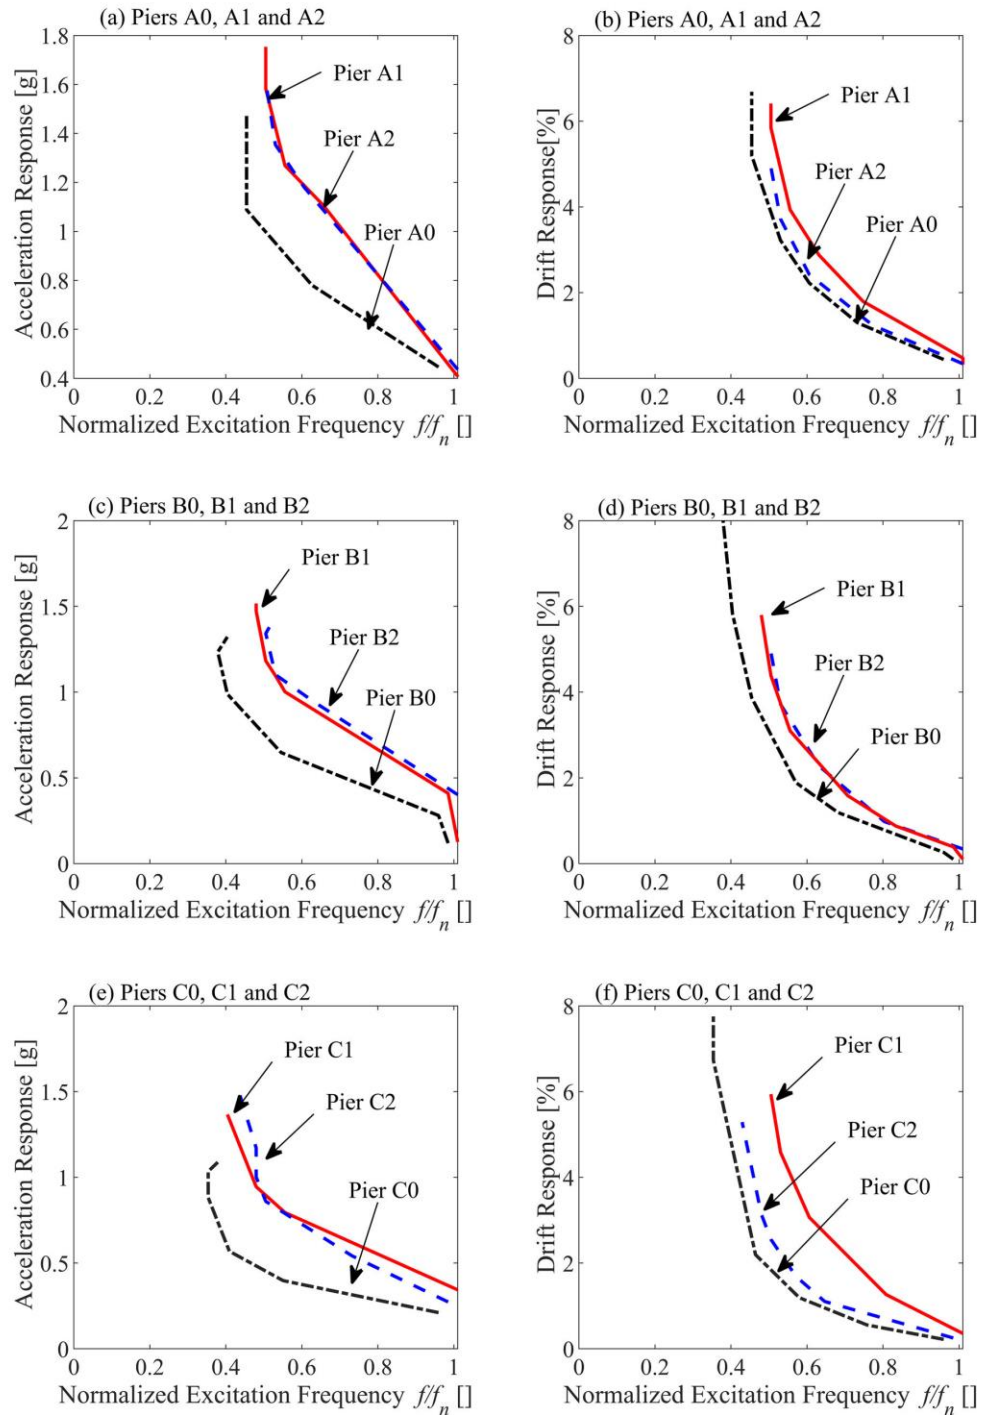 (a) Piers A0, A1 and A2
Acceleration Response [g]
1.8
1.6
1.4
1.2
1
0.8
0.6
0.4
Pier A1
Pier A2
Pier A0
0 0.2 0.4 0.6 0.8 1
Normalized Excitation Frequency f/fn []
(b) Piers A0, A1 and A2
Drift Response[%]
8
6
4
2
0
Pier A1
Pier A2
Pier A0
0 0.2 0.4 0.6 0.8 1
Normalized Excitation Frequency f/fn []
(c) Piers B0, B1 and B2
Acceleration Response [g]
2
1.5
1
0.5
0
Pier B1
Pier B2
Pier B0
0 0.2 0.4 0.6 0.8 1
Normalized Excitation Frequency f/fn []
(d) Piers B0, B1 and B2
Drift Response [%]
8
6
4
2
0
Pier B1
Pier B2
Pier B0
0 0.2 0.4 0.6 0.8 1
Normalized Excitation Frequency f/fn []
(e) Piers C0, C1 and C2
Acceleration Response [g]
2
1.5
1
0.5
0
Pier C1
Pier C2
Pier C0
0 0.2 0.4 0.6 0.8 1
Normalized Excitation Frequency f/fn []
(f) Piers C0, C1 and C2
Drift Response [%]
8
6
4
2
0
Pier C1
Pier C2
Pier C0
0 0.2 0.4 0.6 0.8 1
Normalized Excitation Frequency f/fn []